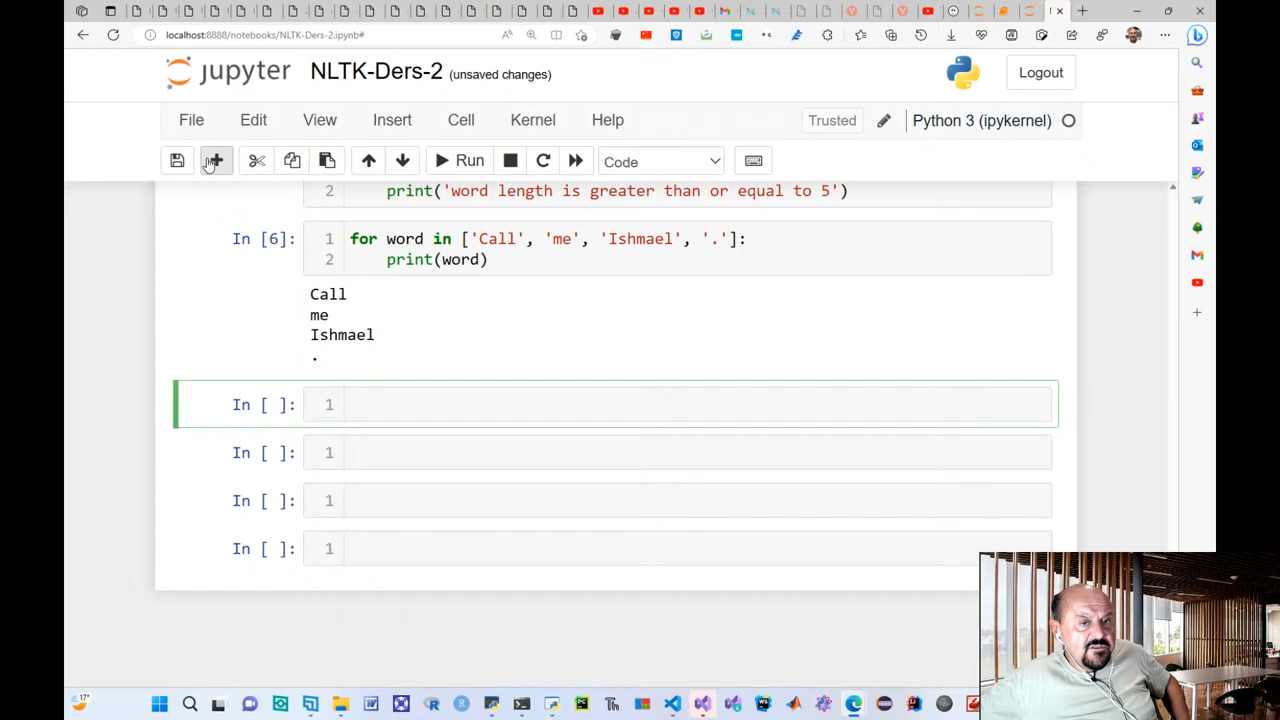 localhost:8888/notebooks/NLTK-Ders-2.ipynb#
jupyter NLTK-Ders-2 (unsaved changes) Logout
File Edit View Insert Cell Kernel Help Trusted Python 3 (ipykernel)
Run Code
2 print('word length is greater than or equal to 5')
In [6]: 1 for word in ['Call', 'me', 'Ishmael', '.']:
2 print(word)
Call
me
Ishmael
.
In [ ]: 1
In [ ]: 1
In [ ]: 1
In [ ]: 1
17°